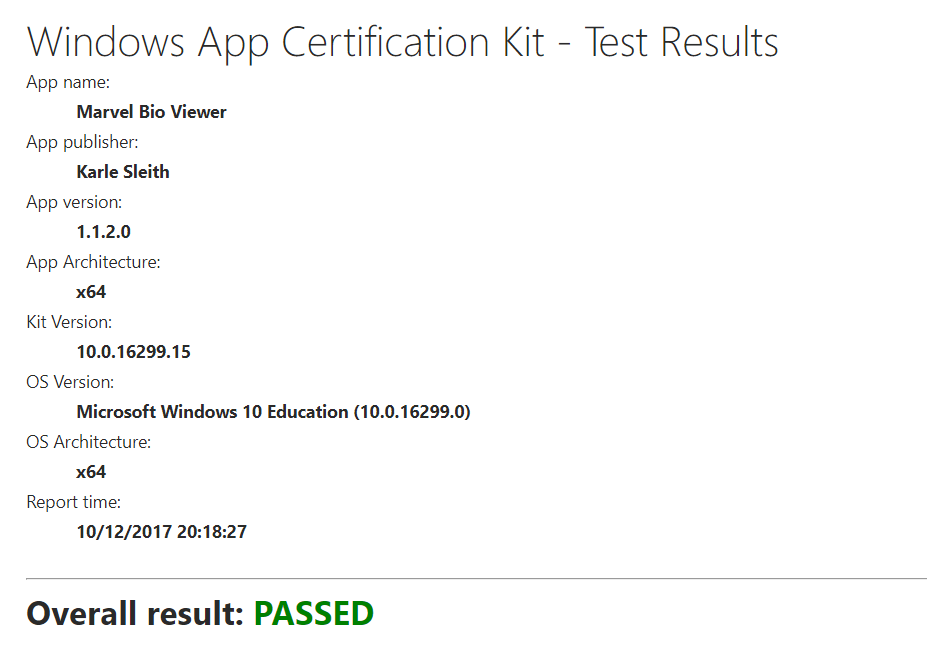 Windows App Certification Kit - Test Results
App name:
Marvel Bio Viewer
App publisher:
Karle Sleith
App version:
1.1.2.0
App Architecture:
x64
Kit Version:
10.0.16299.15
OS Version:
Microsoft Windows 10 Education (10.0.16299.0)
OS Architecture:
x64
Report time:
10/12/2017 20:18:27
Overall result: PASSED